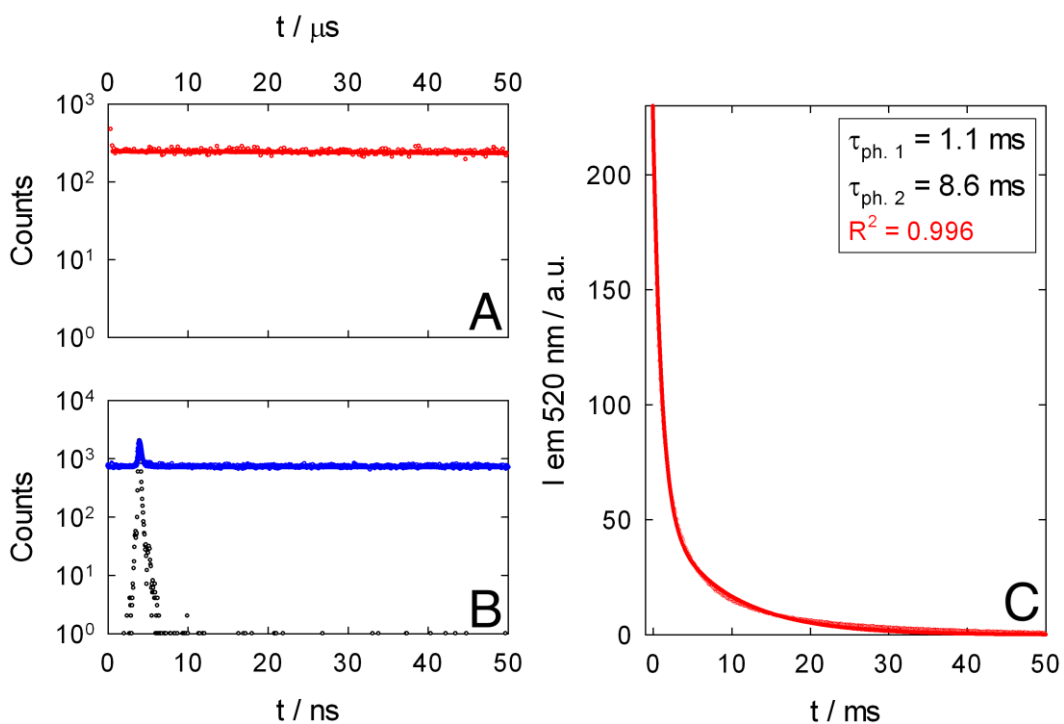 t / μs
0 10 20 30 40 50
10³
10²
10¹
10⁰
Counts
A
10⁴
10³
10²
10¹
10⁰
Counts
B
0 10 20 30 40 50
t / ns
τph. 1 = 1.1 ms
τph. 2 = 8.6 ms
R² = 0.996
200
150
100
50
0
I em 520 nm / a.u.
C
0 10 20 30 40 50
t / ms